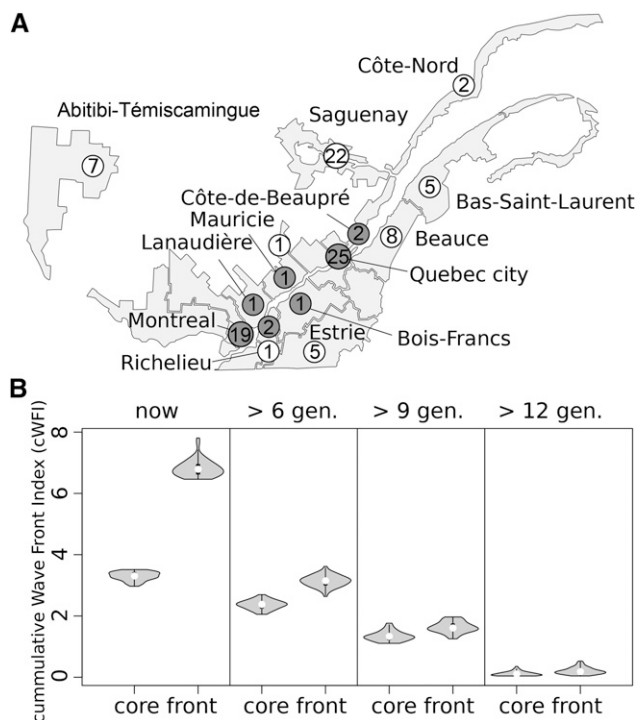 A
Côte-Nord
2
Abitibi-Témiscamingue
Saguenay
7
22
Côte-de-Beaupré
5
Bas-Saint-Laurent
Mauricie
Lanaudière
1
2
8
Beauce
25
Quebec city
1
1
1
Montreal
19
2
Estrie
Bois-Francs
Richelieu
1
5
B
now
> 6 gen.
> 9 gen.
> 12 gen.
cummulative Wave Front Index (cWFI)
8
6
4
2
0
core front
core front
core front
core front